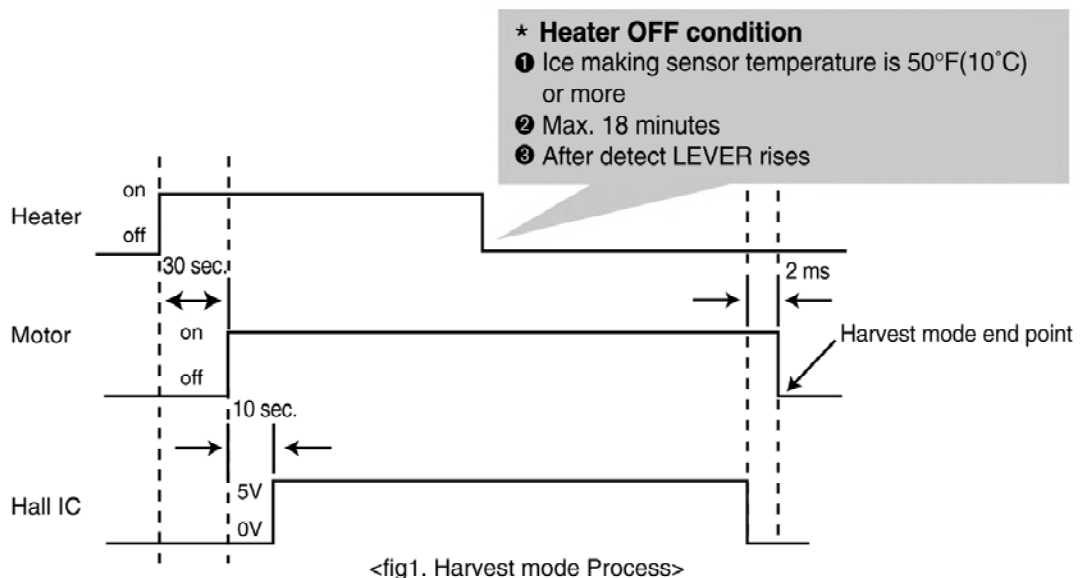 * Heater OFF condition
❶ Ice making sensor temperature is 50°F(10˚C)
or more
❷ Max. 18 minutes
❸ After detect LEVER rises
on
Heater
off
30 sec.
2 ms
Motor
on
Harvest mode end point
off
10 sec.
5V
Hall IC
0V
<fig1. Harvest mode Process>